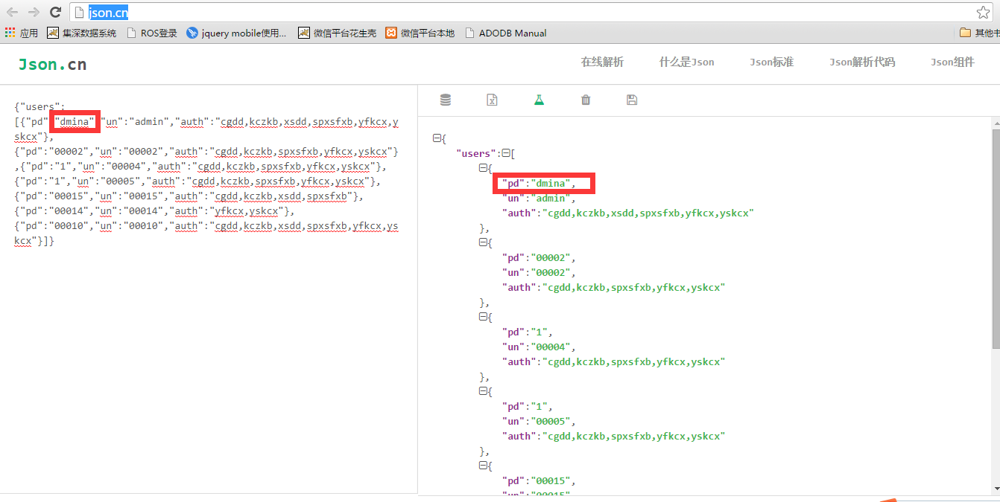 json.cn
应用 集深数据系统 ROS登录 jquery mobile使用... 微信平台花生壳 微信平台本地 ADODB Manual 其他书
Json.cn 在线解析 什么是Json Json标准 Json解析代码 Json组件
{"users":
[{"pd":"dmina","un":"admin","auth":"cgdd,kczkb,xsdd,spxsfxb,yfkcx,y
skcx"},
{"pd":"00002","un":"00002","auth":"cgdd,kczkb,spxsfxb,yfkcx,yskcx"}
,{"pd":"1","un":"00004","auth":"cgdd,kczkb,spxsfxb,yfkcx,yskcx"},
{"pd":"1","un":"00005","auth":"cgdd,kczkb,spxsfxb,yfkcx,yskcx"},
{"pd":"00015","un":"00015","auth":"cgdd,kczkb,xsdd,spxsfxb"},
{"pd":"00014","un":"00014","auth":"yfkcx,yskcx"},
{"pd":"00010","un":"00010","auth":"cgdd,kczkb,xsdd,spxsfxb,yfkcx,ys
kcx"}]}
{
"users":[
{
"pd":"dmina",
"un":"admin",
"auth":"cgdd,kczkb,xsdd,spxsfxb,yfkcx,yskcx"
},
{
"pd":"00002",
"un":"00002",
"auth":"cgdd,kczkb,spxsfxb,yfkcx,yskcx"
},
{
"pd":"1",
"un":"00004",
"auth":"cgdd,kczkb,spxsfxb,yfkcx,yskcx"
},
{
"pd":"1",
"un":"00005",
"auth":"cgdd,kczkb,spxsfxb,yfkcx,yskcx"
},
{
"pd":"00015",
"un":"00015",